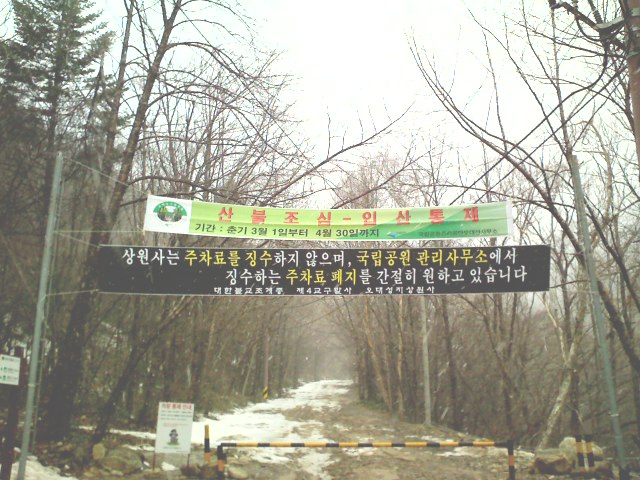 산불조심-인산통제
기간 : 춘기 3월 1일부터 4월 30일까지
상원사는 주차료를 징수하지 않으며, 국립공원 관리사무소에서
징수하는 주차료 폐지를 간절히 원하고 있습니다
대한불교조계종 제4교구말사 오대성지상원사